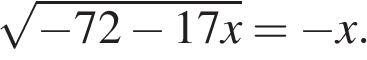 √(−72 − 17x) = −x.